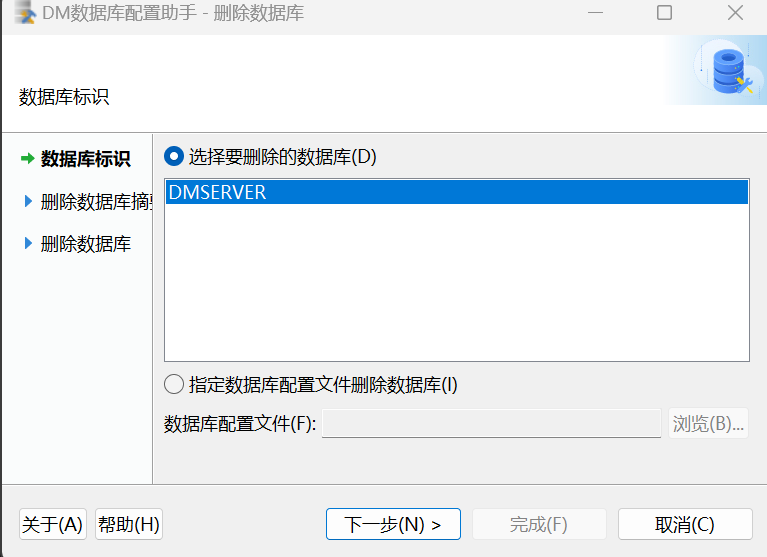 DM数据库配置助手 - 删除数据库
数据库标识
数据库标识
删除数据库摘
删除数据库
选择要删除的数据库(D)
DMSERVER
指定数据库配置文件删除数据库(I)
数据库配置文件(F):
浏览(B)...
关于(A)
帮助(H)
下一步(N) >
完成(F)
取消(C)